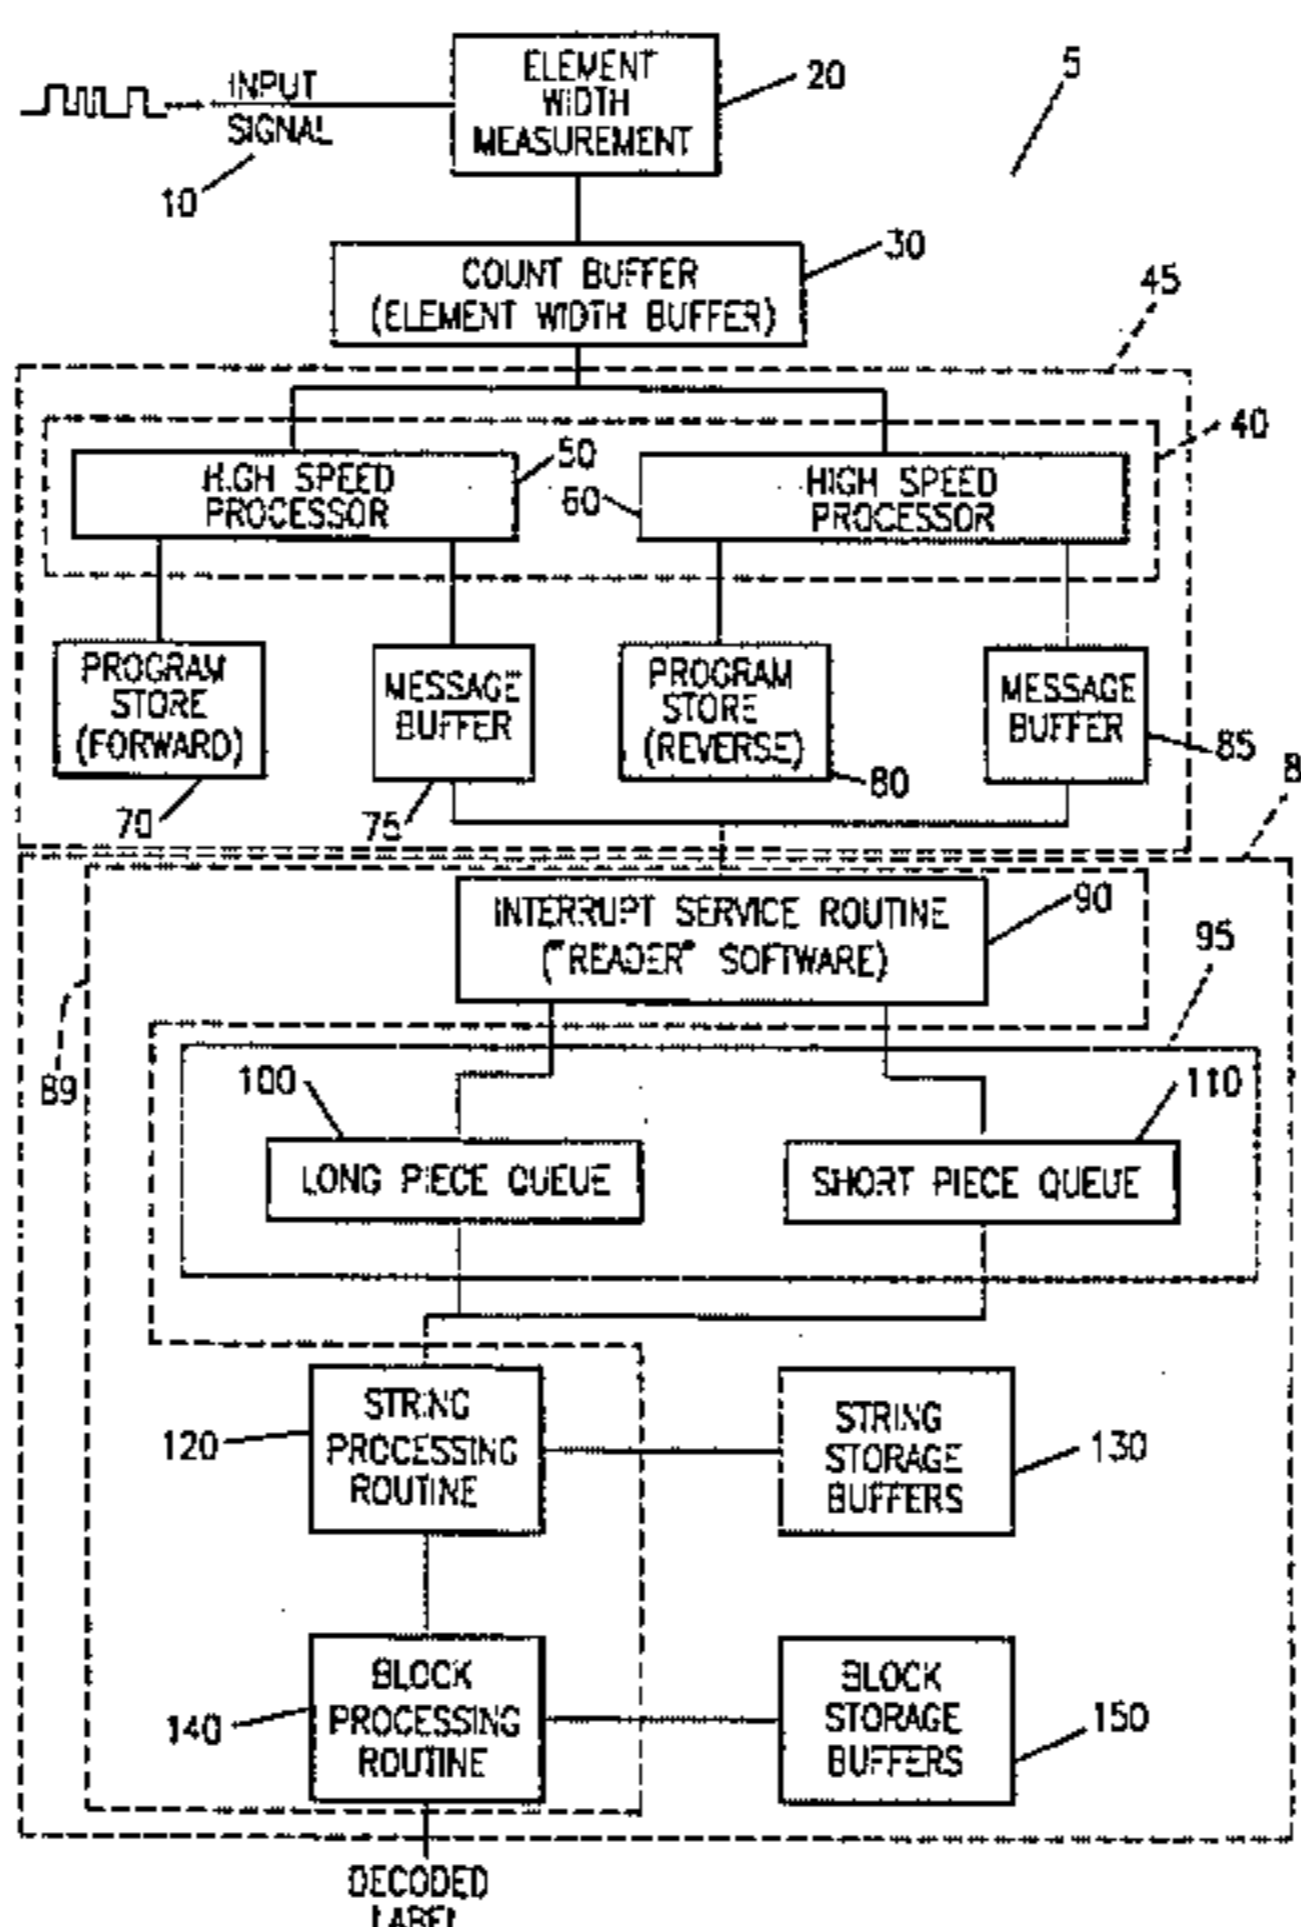 ELEMENT
WIDTH
MEASUREMENT
20
5
INPUT
SIGNAL
10
30
COUNT BUFFER
(ELEMENT WIDTH BUFFER)
45
40
HIGH SPEED
PROCESSOR
50
60
HIGH SPEED
PROCESSOR
PROGRAM
STORE
(FORWARD)
70
MESSAGE
BUFFER
75
PROGRAM
STORE
(REVERSE)
80
MESSAGE
BUFFER
85
8
INTERRUPT SERVICE ROUTINE
("READER" SOFTWARE)
90
95
89
100
110
LONG PIECE QUEUE
SHORT PIECE QUEUE
STRING
PROCESSING
ROUTINE
120
STRING
STORAGE
BUFFERS
130
BLOCK
PROCESSING
ROUTINE
140
BLOCK
STORAGE
BUFFERS
150
DECODED
LABEL